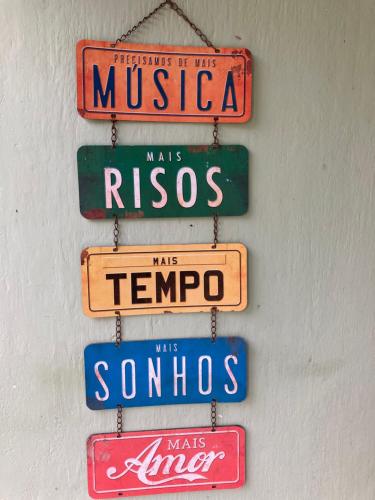 PRECISAMOS DE MAIS
MÚSICA
MAIS
RISOS
MAIS
TEMPO
MAIS
SONHOS
MAIS
Amor